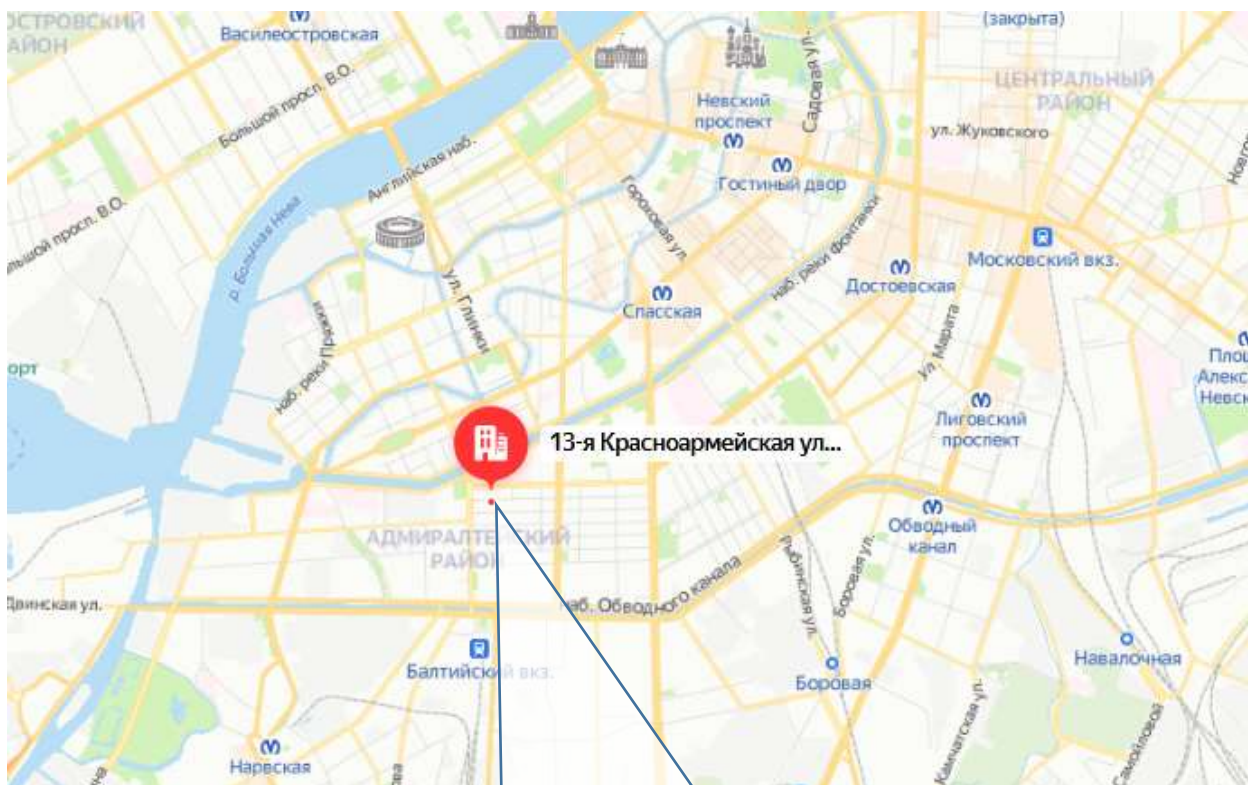 ОСТРОВСКИЙ
АЙОН
Василеостровская
(закрыта)
ЦЕНТРАЛЬНЫЙ
РАЙОН
Большой просп. В.О.
Садовая ул.
Невский
проспект
ул. Жуковского
Английская наб.
Гостиный двор
Новго
льшой просп. В.О.
р. Большая Нева
Гороховая ул.
наб. реки Фонтанки
Московский вкз.
Достоевская
ул. Глинки
Спасская
наб. реки Пряжки
ул. Марата
орт
Площ
Алекс
Невск
Лиговский
проспект
13-я Красноармейская ул...
Обводный
канал
АДМИРАЛТЕЙСКИЙ
РАЙОН
Рыбинская ул.
Боровая ул.
Двинская ул.
наб. Обводного канала
Балтийский вкз.
Боровая
Навалочная
Нарвская
Камчатская ул.
Самойловой